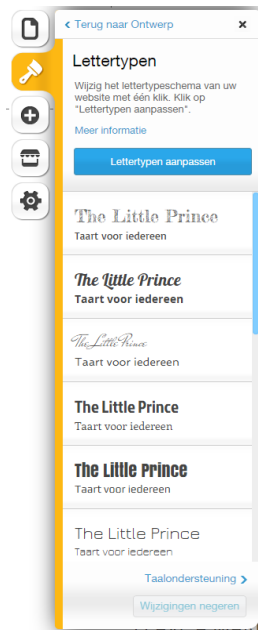 Terug naar Ontwerp
Lettertypen
Wijzig het lettertypeschema van uw
website met één klik. Klik op
"Lettertypen aanpassen".
Meer informatie
Lettertypen aanpassen
The Little Prince
Taart voor iedereen
The Little Prince
Taart voor iedereen
The Little Prince
Taart voor iedereen
The Little Prince
Taart voor iedereen
The Little Prince
Taart voor iedereen
The Little Prince
Taart voor iedereen
Taalondersteuning
Wijzigingen negeren